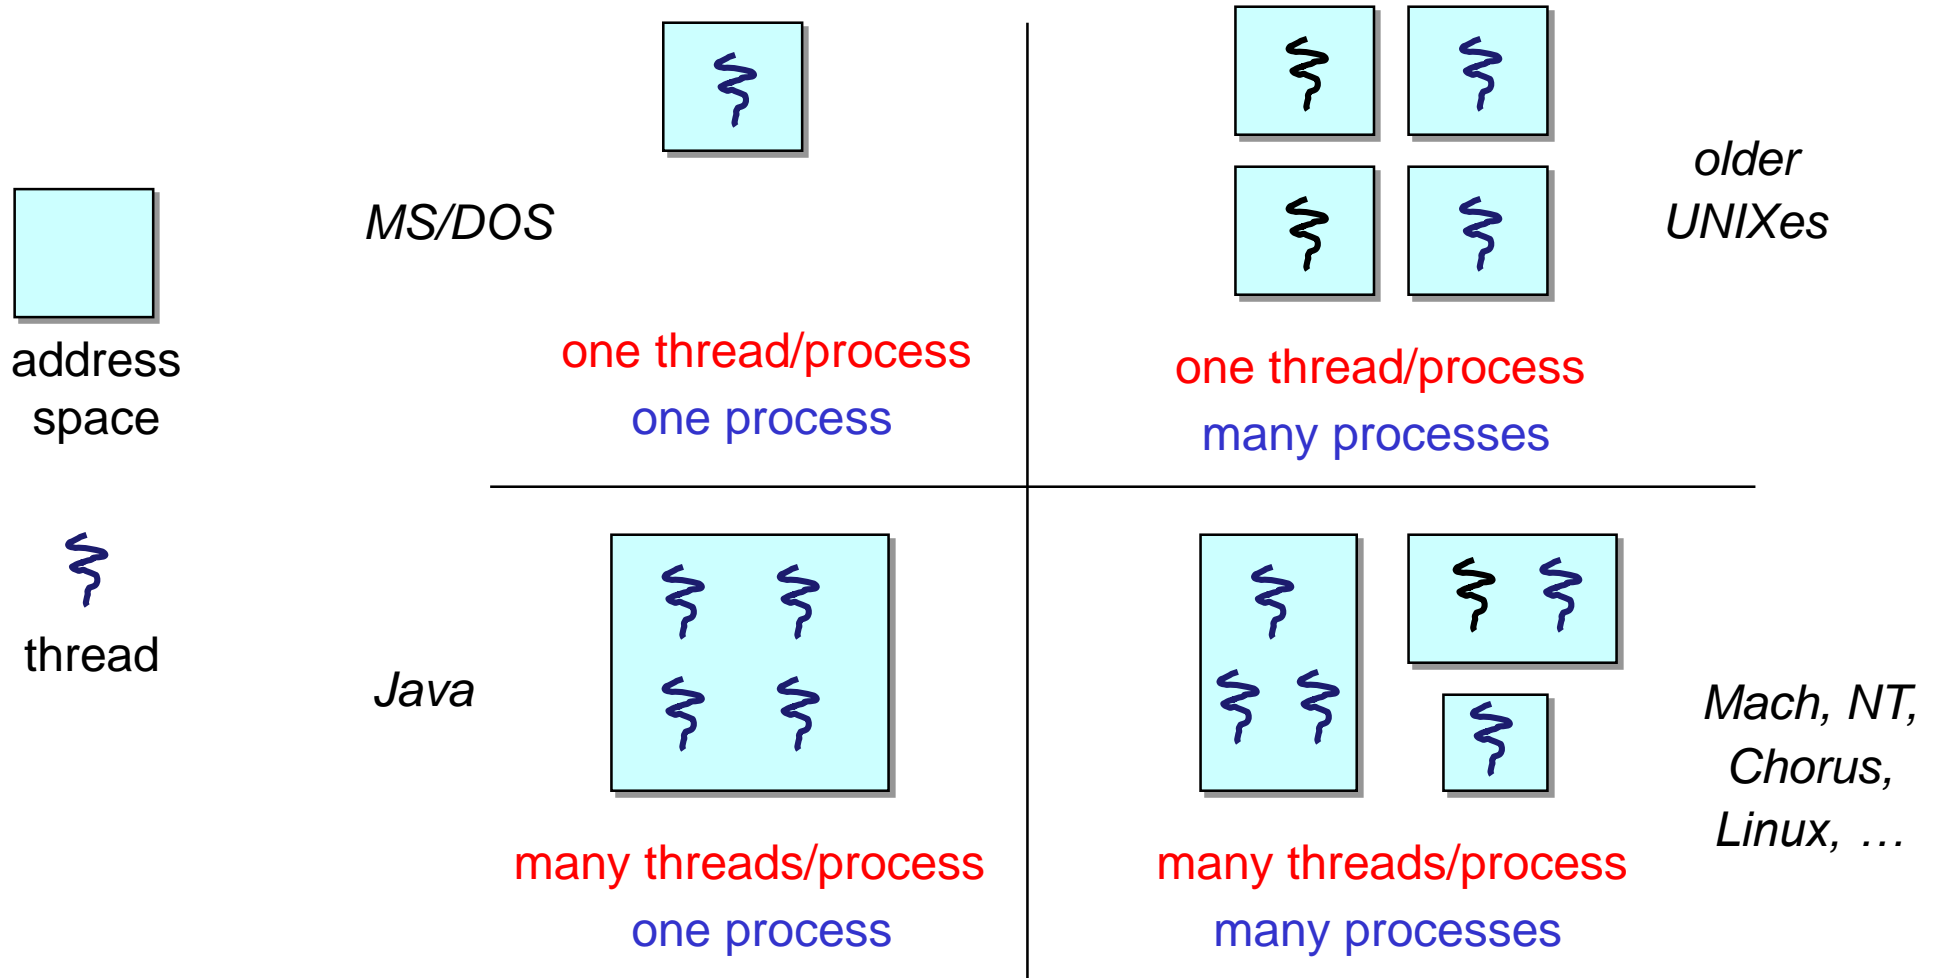 address
space
thread
MS/DOS
one thread/process
one process
older
UNIXes
one thread/process
many processes
Java
many threads/process
one process
Mach, NT,
Chorus,
Linux, …
many threads/process
many processes